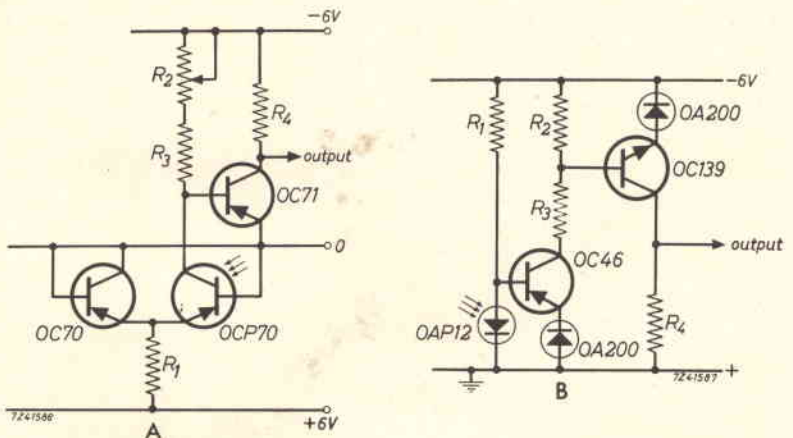 -6V
R2
R4
R3
output
OC71
0
OC70
OCP70
R1
7Z41586
+6V
A
-6V
R1
R2
OA200
OC139
R3
OC46
output
OAP12
OA200
R4
7Z41587
+
B